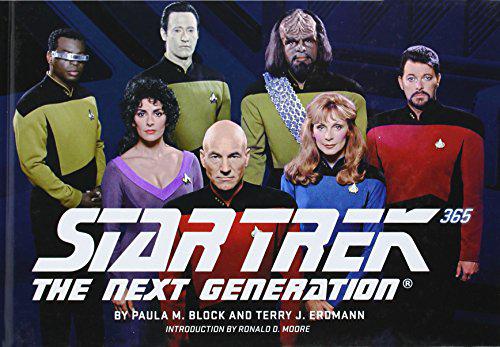 STAR TREK 365
THE NEXT GENERATION®
BY PAULA M. BLOCK AND TERRY J. ERDMANN
INTRODUCTION BY RONALD D. MOORE